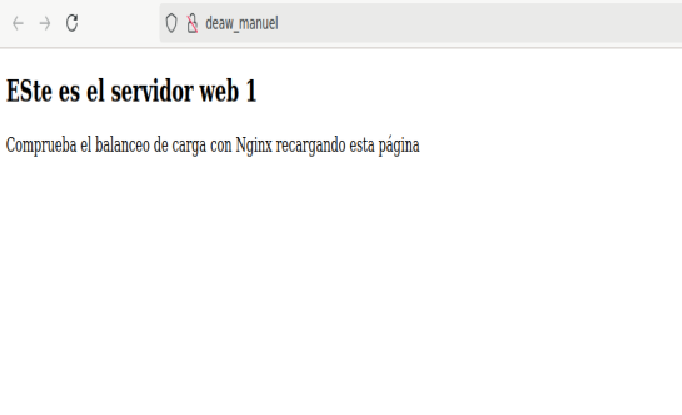 deaw_manuel
ESte es el servidor web 1
Comprueba el balanceo de carga con Nginx recargando esta página